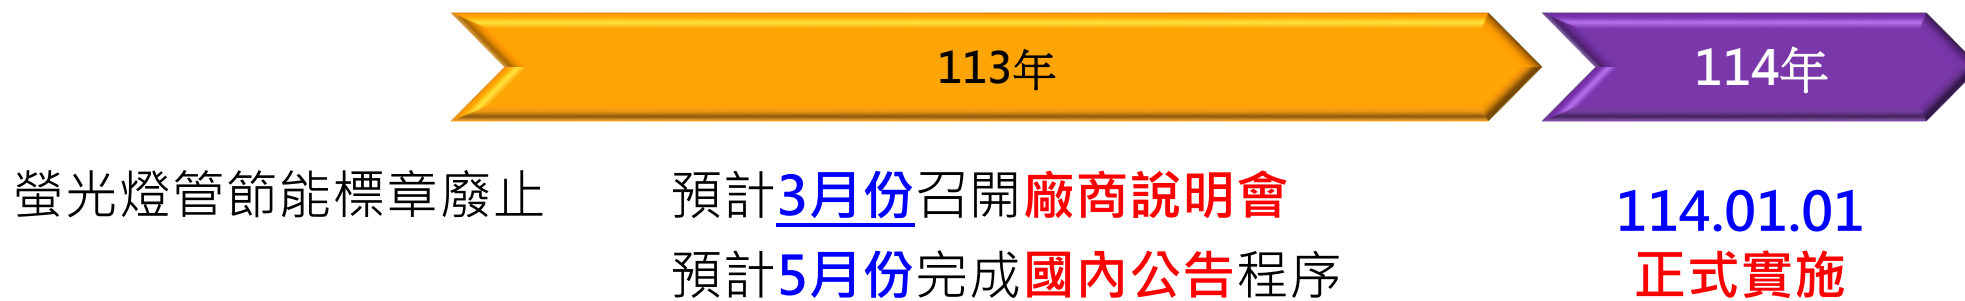 113年
114年
螢光燈管節能標章廢止
預計3月份召開廠商說明會
預計5月份完成國內公告程序
114.01.01
正式實施